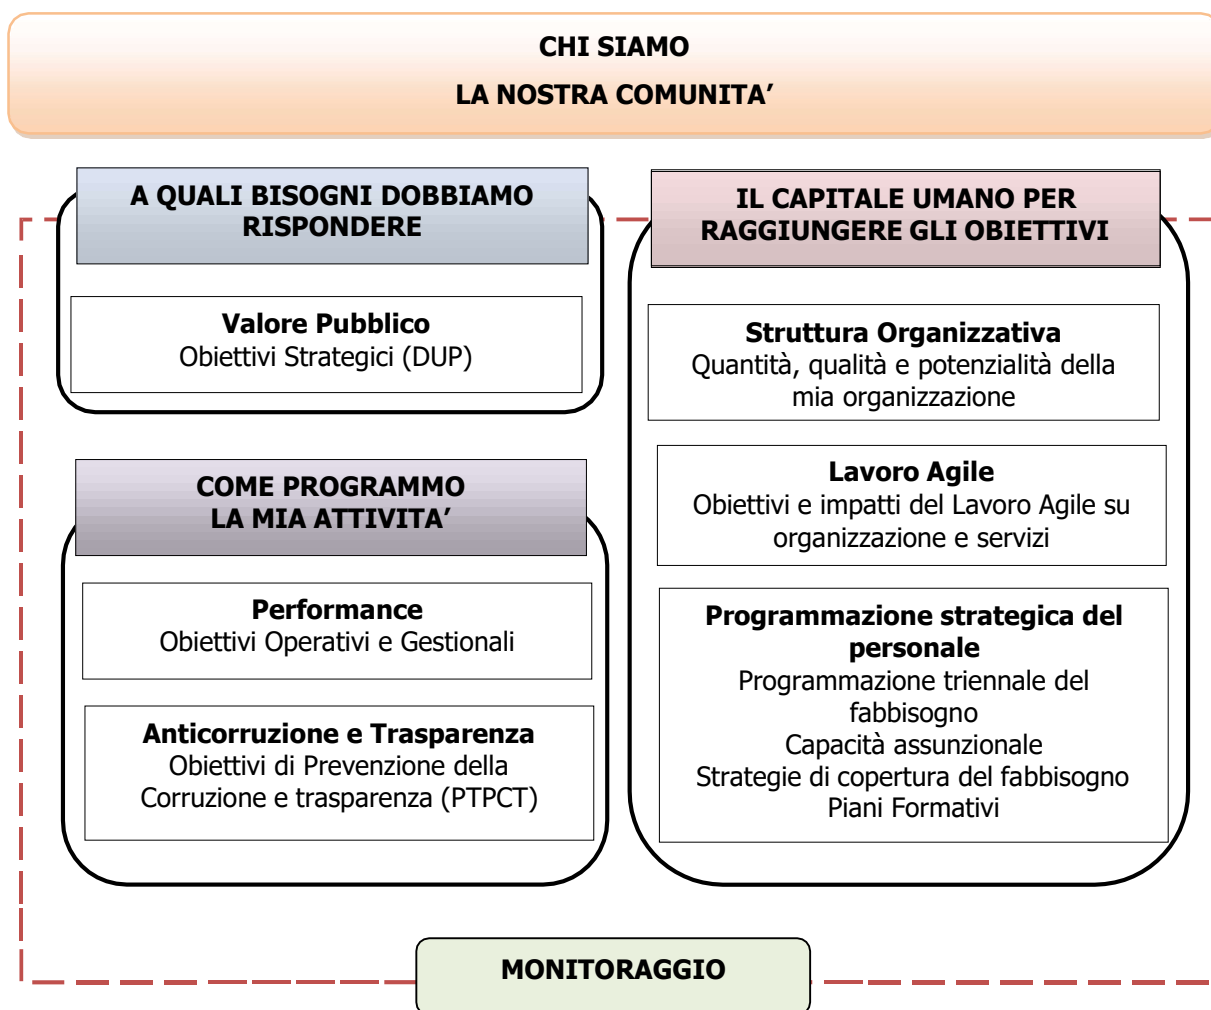 CHI SIAMO
LA NOSTRA COMUNITA’
A QUALI BISOGNI DOBBIAMO
RISPONDERE
Valore Pubblico
Obiettivi Strategici (DUP)
COME PROGRAMMO
LA MIA ATTIVITA’
Performance
Obiettivi Operativi e Gestionali
Anticorruzione e Trasparenza
Obiettivi di Prevenzione della
Corruzione e trasparenza (PTPCT)
IL CAPITALE UMANO PER
RAGGIUNGERE GLI OBIETTIVI
Struttura Organizzativa
Quantità, qualità e potenzialità della
mia organizzazione
Lavoro Agile
Obiettivi e impatti del Lavoro Agile su
organizzazione e servizi
Programmazione strategica del
personale
Programmazione triennale del
fabbisogno
Capacità assunzionale
Strategie di copertura del fabbisogno
Piani Formativi
MONITORAGGIO